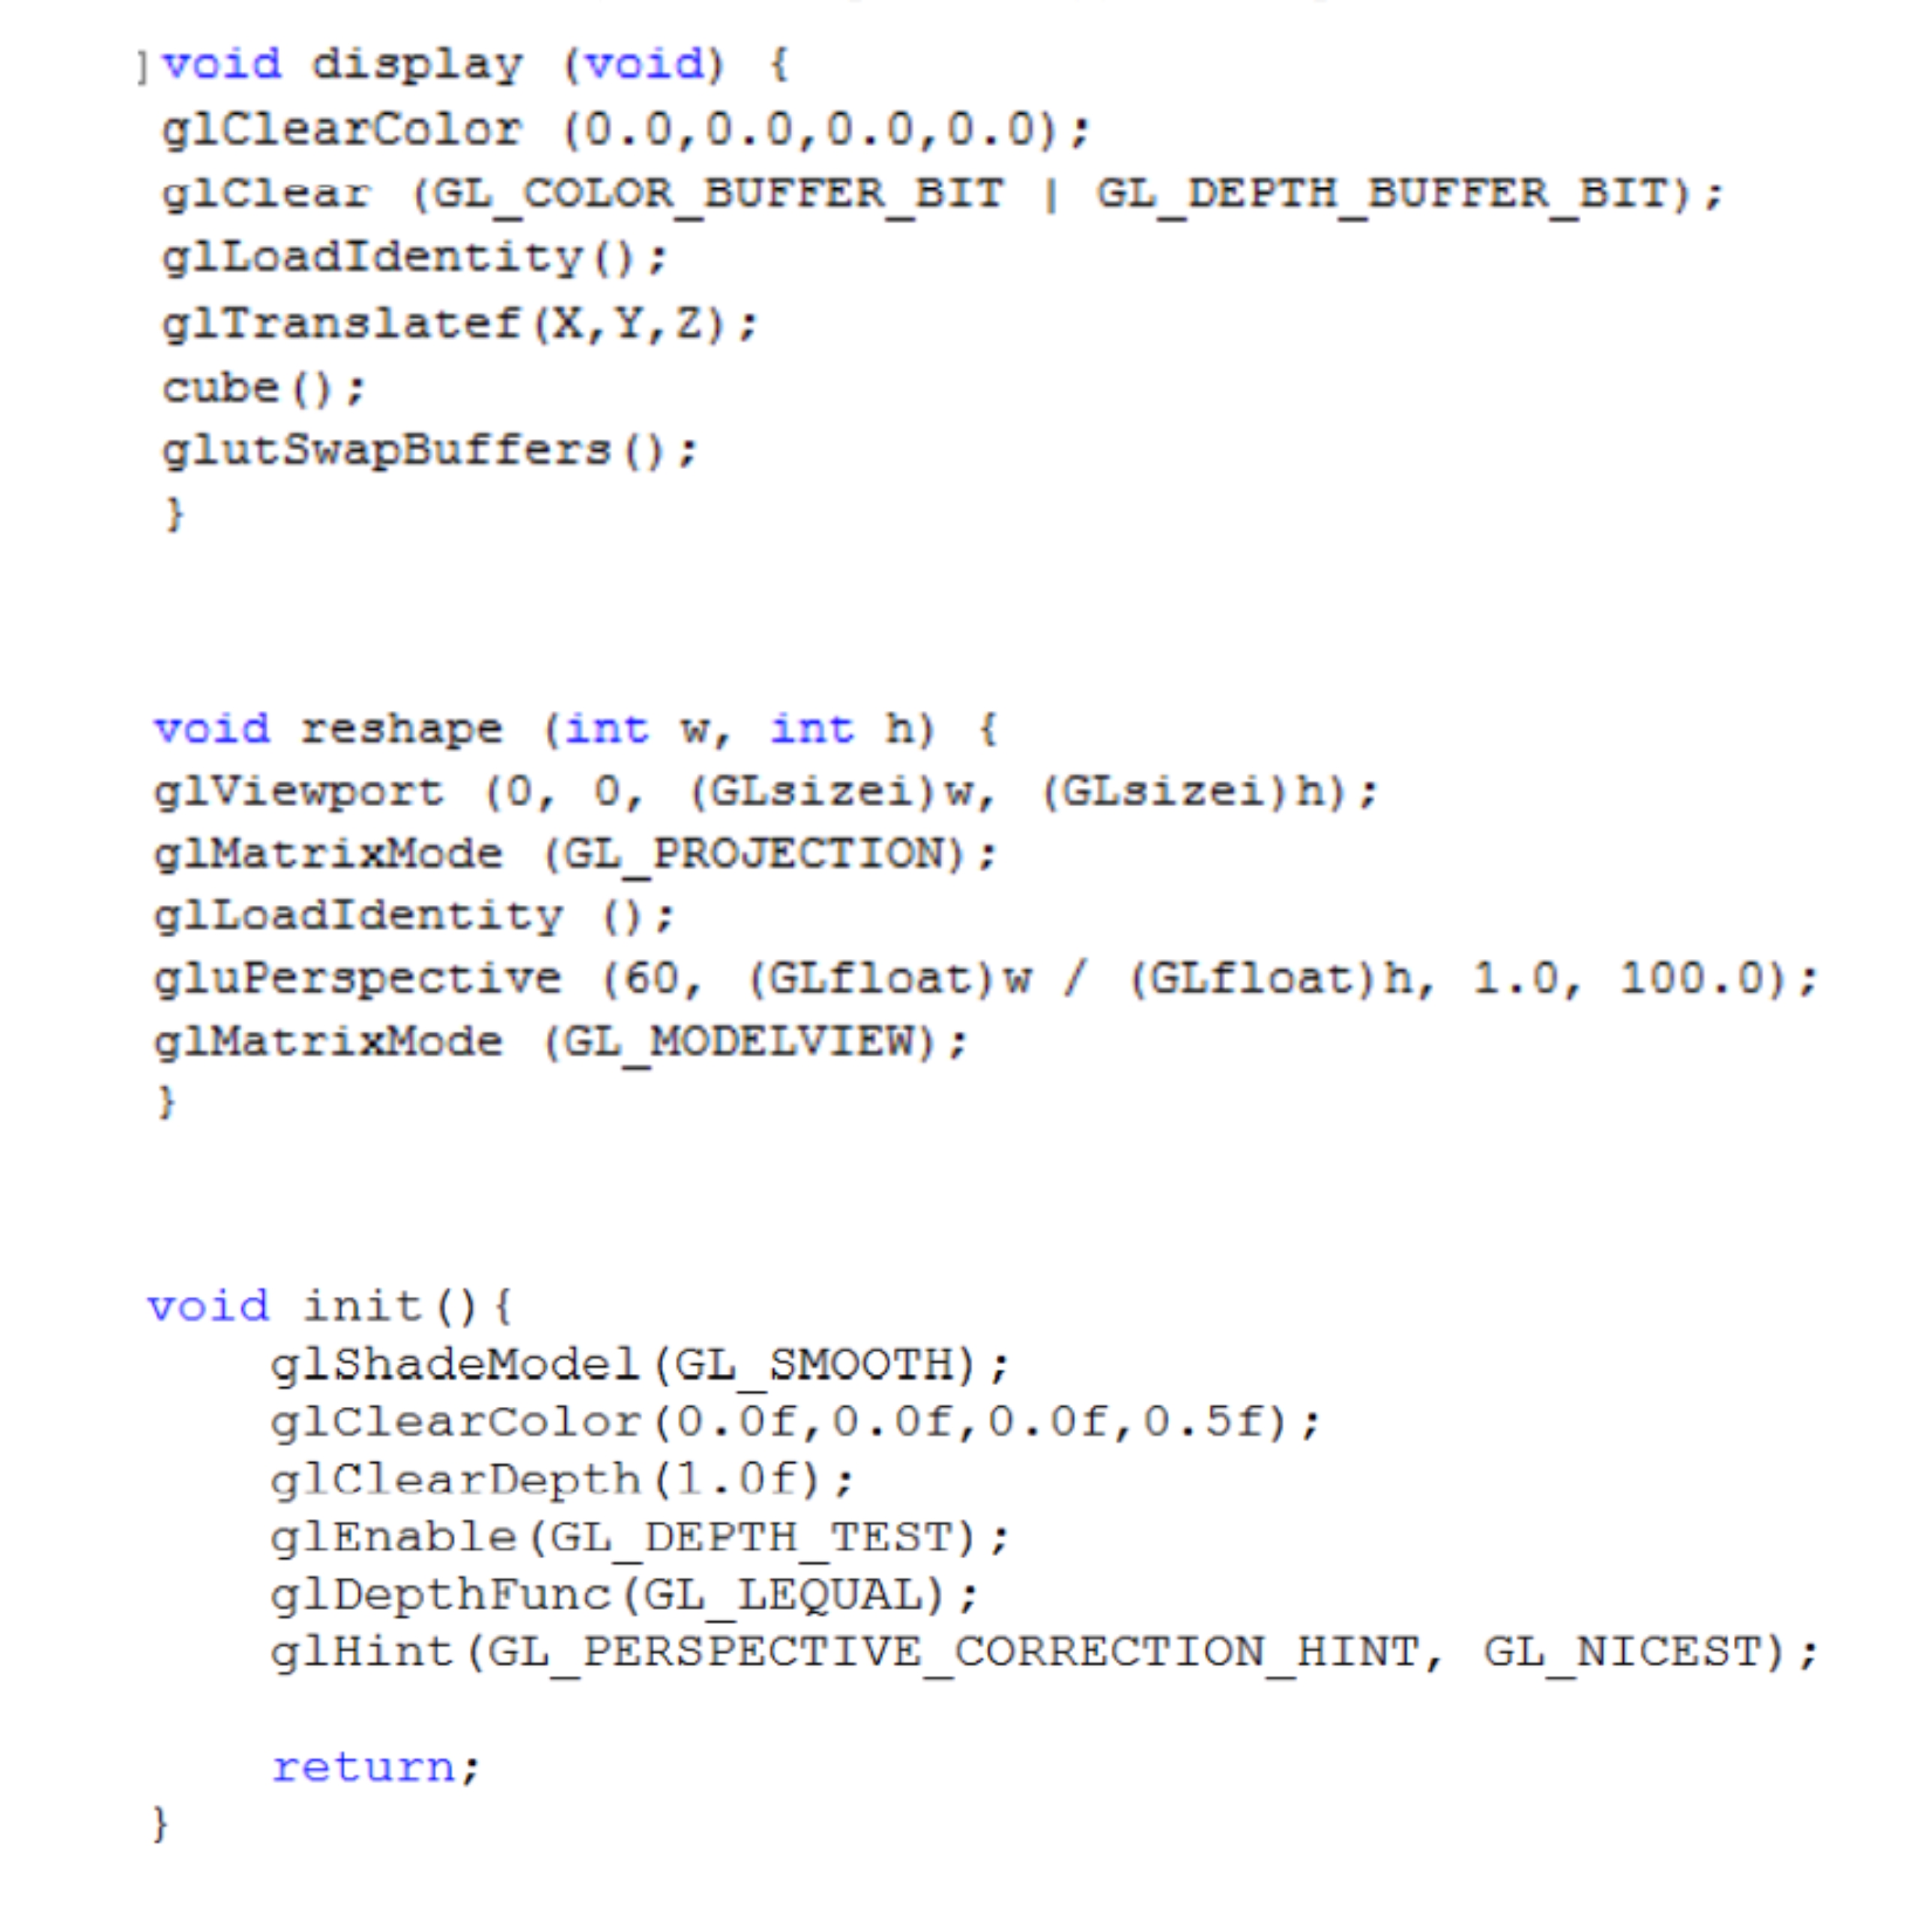 void display (void) {
glClearColor (0.0,0.0,0.0,0.0);
glClear (GL_COLOR_BUFFER_BIT | GL_DEPTH_BUFFER_BIT);
glLoadIdentity();
glTranslatef(X,Y,Z);
cube();
glutSwapBuffers();
}
void reshape (int w, int h) {
glViewport (0, 0, (GLsizei)w, (GLsizei)h);
glMatrixMode (GL_PROJECTION);
glLoadIdentity ();
gluPerspective (60, (GLfloat)w / (GLfloat)h, 1.0, 100.0);
glMatrixMode (GL_MODELVIEW);
}
void init(){
glShadeModel(GL_SMOOTH);
glClearColor(0.0f,0.0f,0.0f,0.5f);
glClearDepth(1.0f);
glEnable(GL_DEPTH_TEST);
glDepthFunc(GL_LEQUAL);
glHint(GL_PERSPECTIVE_CORRECTION_HINT, GL_NICEST);
return;
}